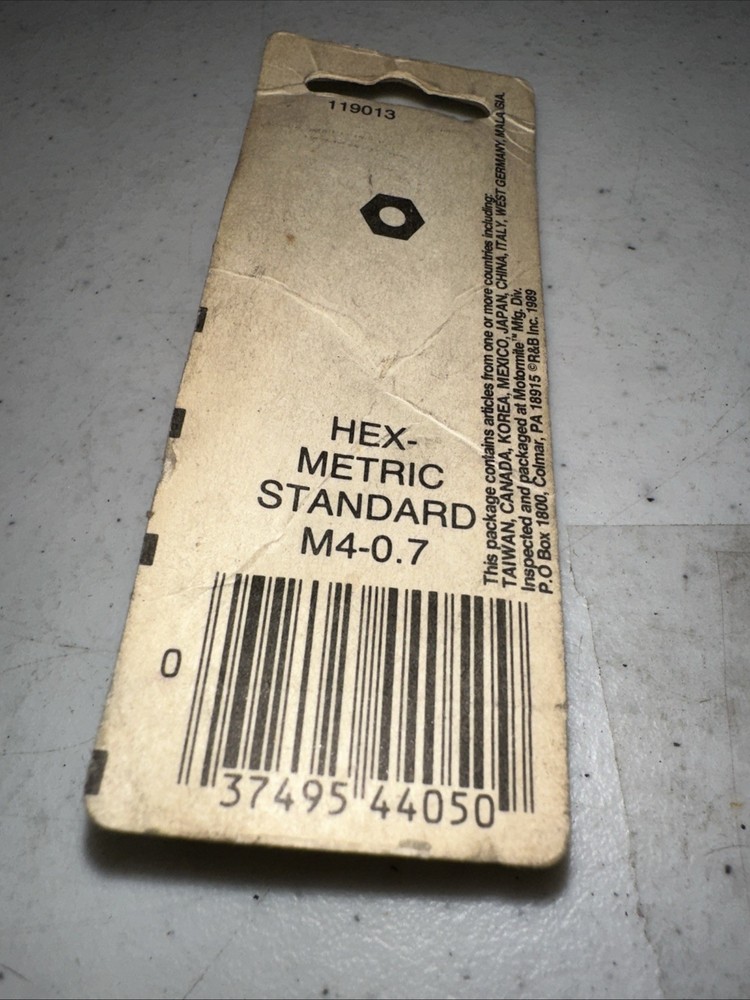 119013
HEX-
METRIC
STANDARD
M4-0.7
This package contains articles from one or more countries including:
TAIWAN, CANADA, KOREA, MEXICO, JAPAN, CHINA, ITALY, WEST GERMANY, MALAISIA.
Inspected and packaged at Motormite™ Mfg. Div.
P.O Box 1800, Colmar, PA 18915 ©R&B Inc. 1989
0 37495 44050